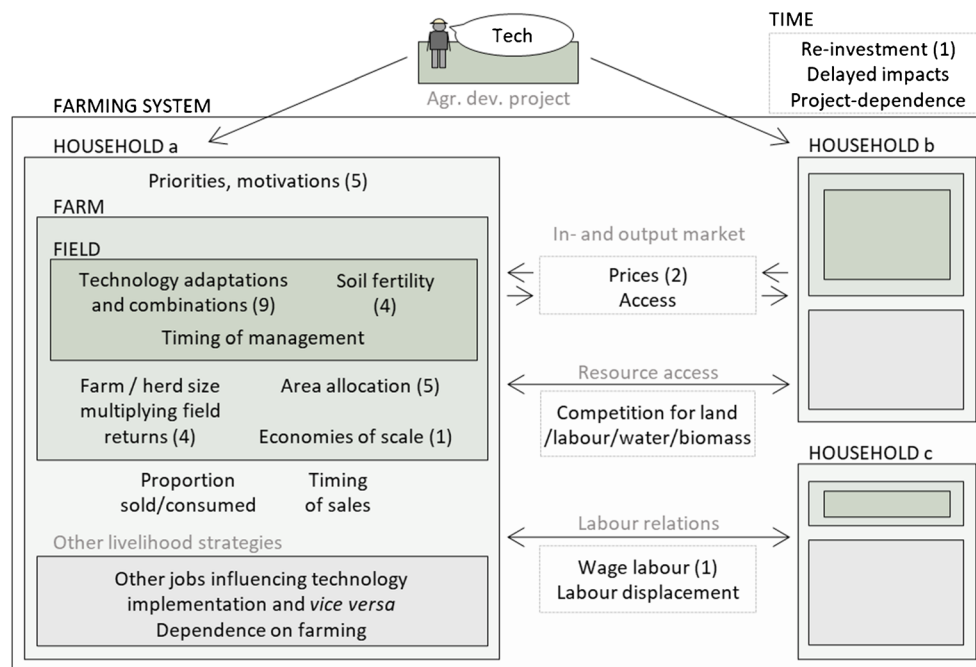 Tech
Agr. dev. project
TIME
Re-investment (1)
Delayed impacts
Project-dependence
FARMING SYSTEM
HOUSEHOLD a
Priorities, motivations (5)
FARM
FIELD
Technology adaptations
and combinations (9)
Soil fertility
(4)
Timing of management
Farm / herd size
multiplying field
returns (4)
Area allocation (5)
Economies of scale (1)
Proportion
sold/consumed
Timing
of sales
Other livelihood strategies
Other jobs influencing technology
implementation and vice versa
Dependence on farming
In- and output market
Prices (2)
Access
Resource access
Competition for land
/labour/water/biomass
Labour relations
Wage labour (1)
Labour displacement
HOUSEHOLD b
HOUSEHOLD c